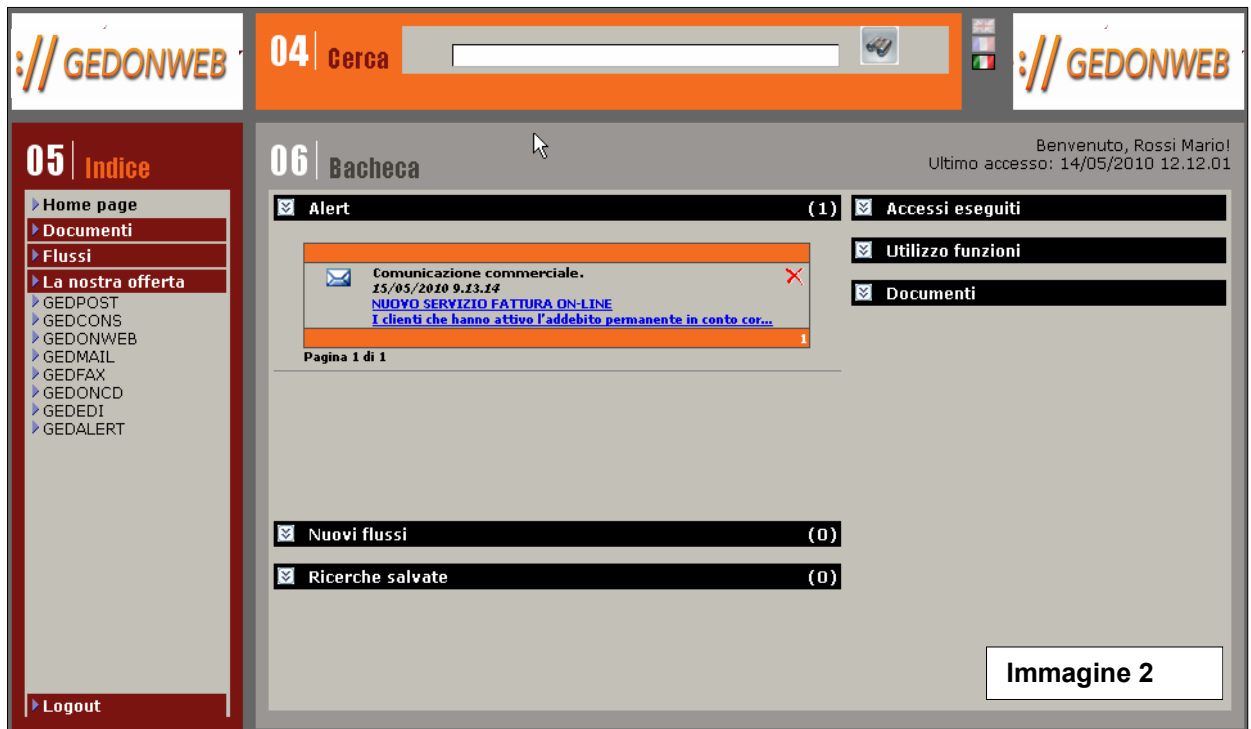 :// GEDONWEB
04 Cerca
:// GEDONWEB
05 Indice
Home page
Documenti
Flussi
La nostra offerta
GEDPOST
GEDCONS
GEDONWEB
GEDMAIL
GEDFAX
GEDONCD
GEDEDI
GEDALERT
Logout
06 Bacheca
Benvenuto, Rossi Mario!
Ultimo accesso: 14/05/2010 12.12.01
Alert (1)
Comunicazione commerciale.
15/05/2010 9.13.14
NUOVO SERVIZIO FATTURA ON-LINE
I clienti che hanno attivo l'addebito permanente in conto cor...
1
Pagina 1 di 1
Nuovi flussi (0)
Ricerche salvate (0)
Accessi eseguiti
Utilizzo funzioni
Documenti
Immagine 2